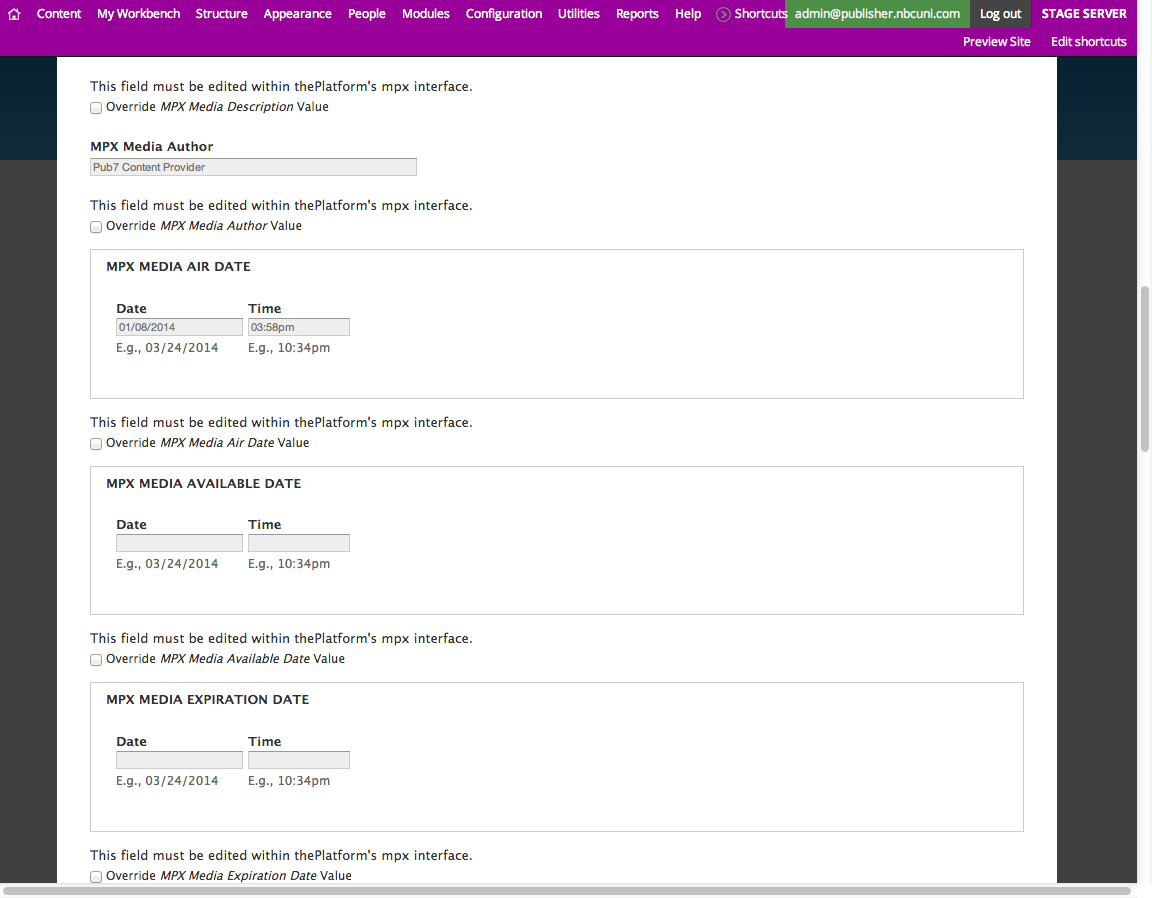 Content My Workbench Structure Appearance People Modules Configuration Utilities Reports Help Shortcuts admin@publisher.nbcuni.com Log out STAGE SERVER
Preview Site Edit shortcuts
This field must be edited within thePlatform's mpx interface.
Override MPX Media Description Value
MPX Media Author
Pub7 Content Provider
This field must be edited within thePlatform's mpx interface.
Override MPX Media Author Value
MPX MEDIA AIR DATE
Date Time
01/08/2014 03:58pm
E.g., 03/24/2014 E.g., 10:34pm
This field must be edited within thePlatform's mpx interface.
Override MPX Media Air Date Value
MPX MEDIA AVAILABLE DATE
Date Time
E.g., 03/24/2014 E.g., 10:34pm
This field must be edited within thePlatform's mpx interface.
Override MPX Media Available Date Value
MPX MEDIA EXPIRATION DATE
Date Time
E.g., 03/24/2014 E.g., 10:34pm
This field must be edited within thePlatform's mpx interface.
Override MPX Media Expiration Date Value